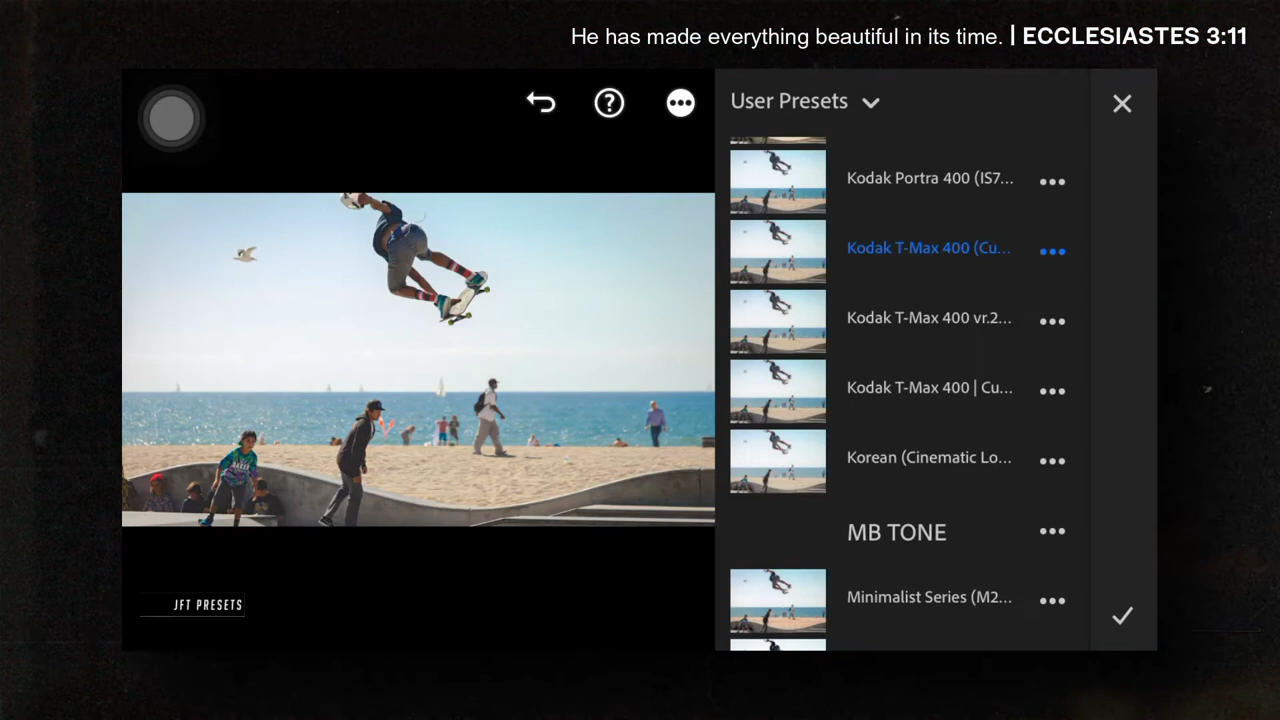 He has made everything beautiful in its time. | ECCLESIASTES 3:11
User Presets
Kodak Portra 400 (IS7...
Kodak T-Max 400 (Cu...
Kodak T-Max 400 vr.2...
Kodak T-Max 400 | Cu...
Korean (Cinematic Lo...
MB TONE
Minimalist Series (M2...
JFT PRESETS